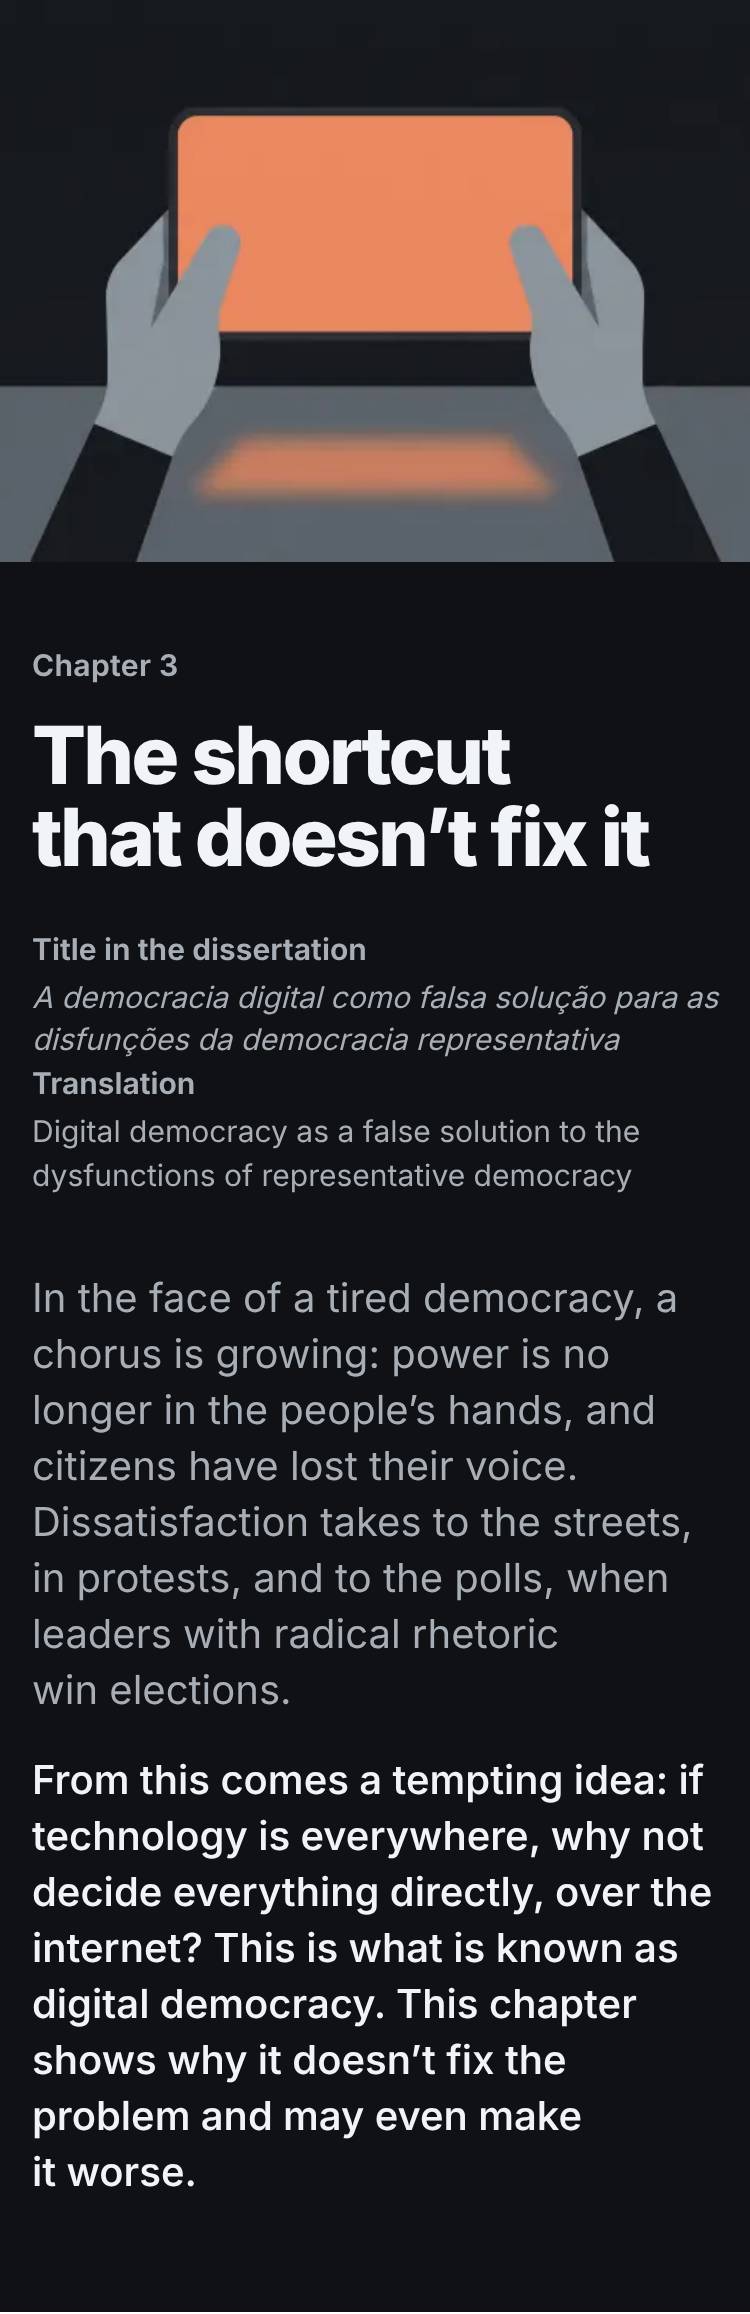 Chapter 3
The shortcut
that doesn’t fix it
Title in the dissertation
A democracia digital como falsa solução para as
disfunções da democracia representativa
Translation
Digital democracy as a false solution to the
dysfunctions of representative democracy
In the face of a tired democracy, a
chorus is growing: power is no
longer in the people’s hands, and
citizens have lost their voice.
Dissatisfaction takes to the streets,
in protests, and to the polls, when
leaders with radical rhetoric
win elections.
From this comes a tempting idea: if
technology is everywhere, why not
decide everything directly, over the
internet? This is what is known as
digital democracy. This chapter
shows why it doesn’t fix the
problem and may even make
it worse.